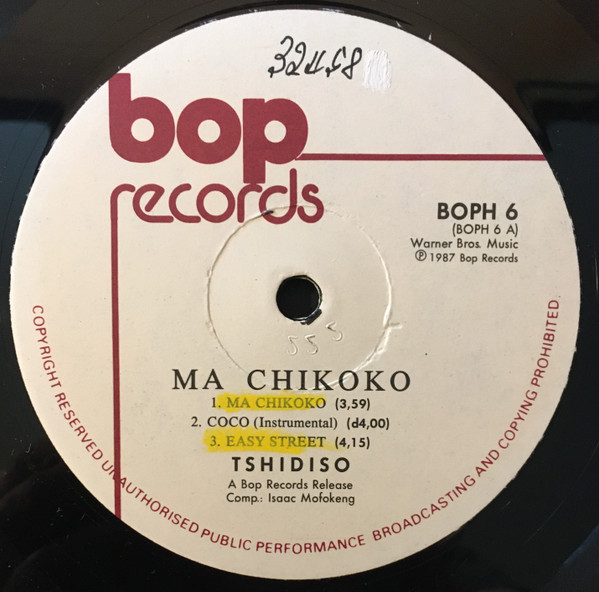 bop
records
BOPH 6
(BOPH 6 A)
Warner Bros. Music
℗ 1987 Bop Records
555
MA CHIKOKO
1. MA CHIKOKO (3,59)
2. COCO (Instrumental) (d4,00)
3. EASY STREET (4,15)
TSHIDISO
A Bop Records Release
Comp.: Isaac Mofokeng
COPYRIGHT RESERVED UNAUTHORISED PUBLIC PERFORMANCE BROADCASTING AND COPYING PROHIBITED.